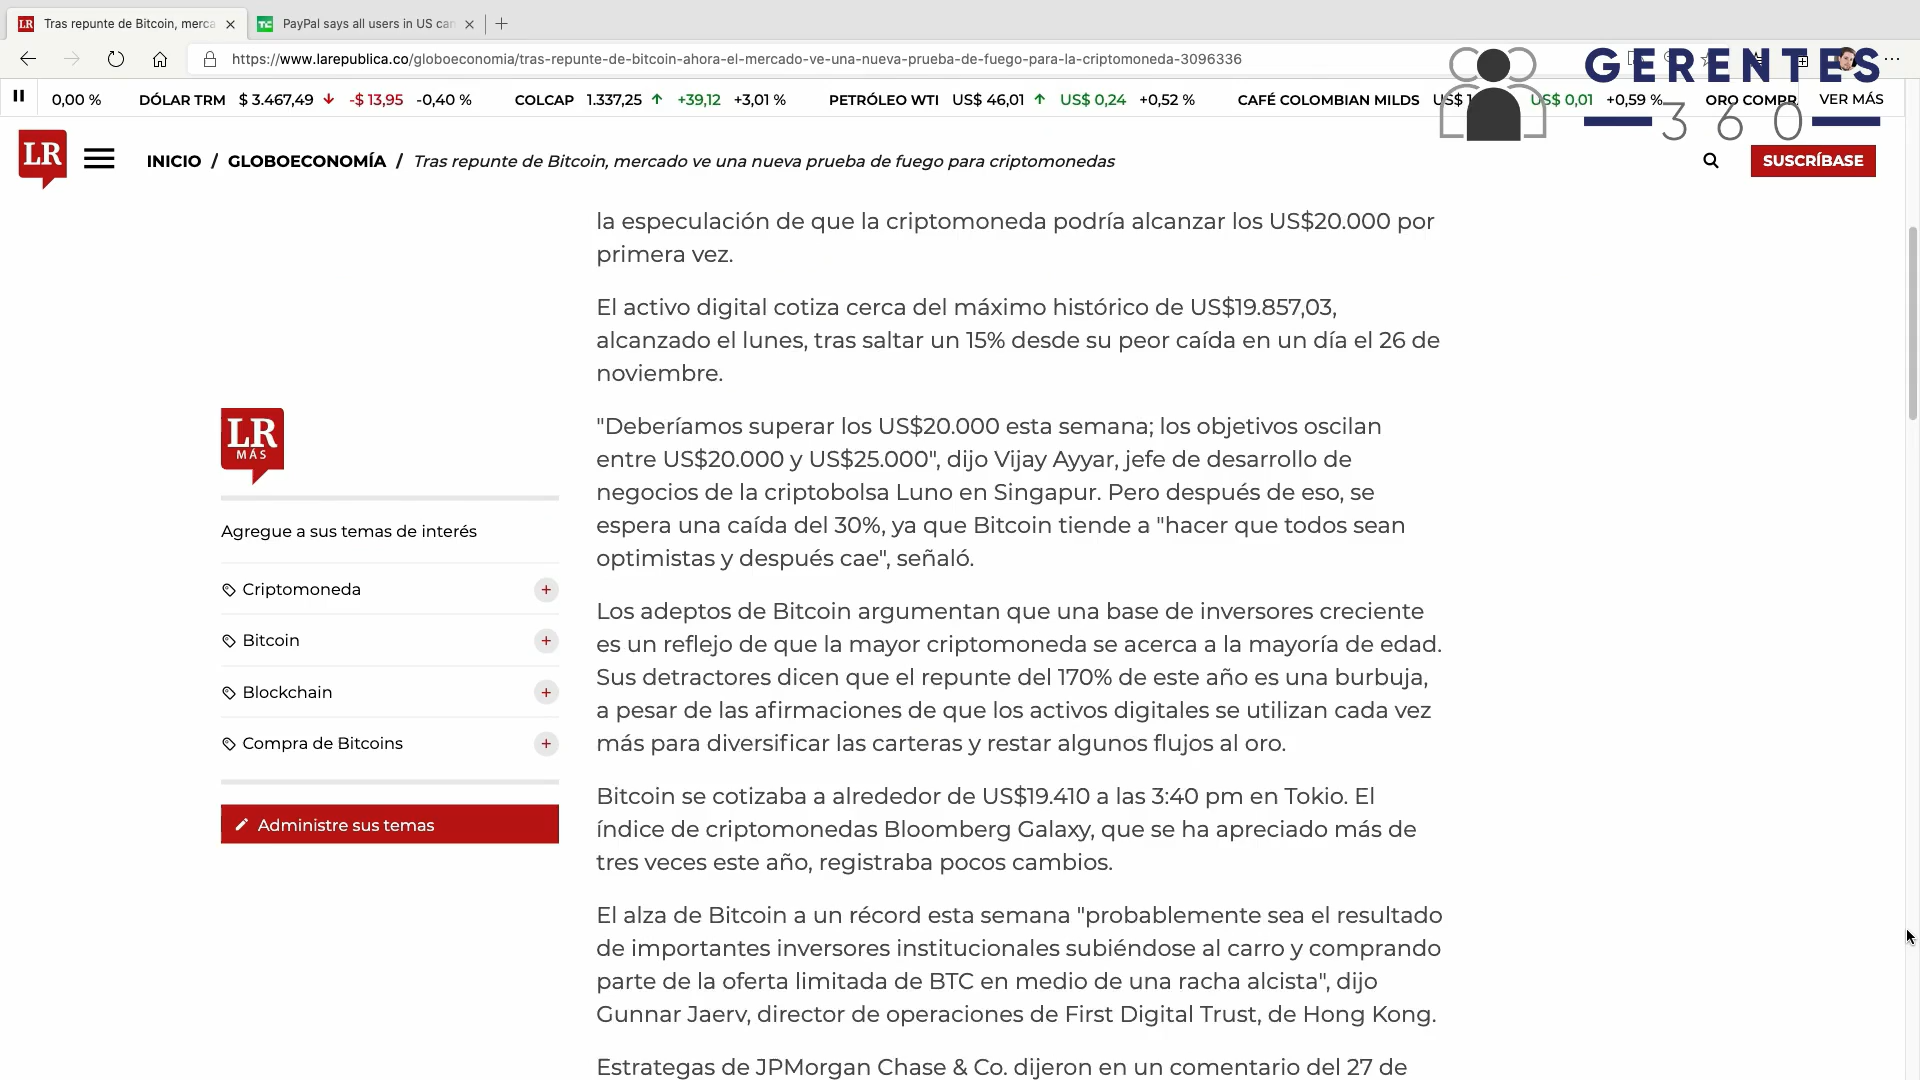 Tras repunte de Bitcoin, merca
PayPal says all users in US can
https://www.larepublica.co/globoeconomia/tras-repunte-de-bitcoin-ahora-el-mercado-ve-una-nueva-prueba-de-fuego-para-la-criptomoneda-3096336
GERENTES
360
0,00 % DÓLAR TRM $ 3.467,49 -$ 13,95 -0,40 % COLCAP 1.337,25 +39,12 +3,01 % PETRÓLEO WTI US$ 46,01 US$ 0,24 +0,52 % CAFÉ COLOMBIAN MILDS US$ 1 US$ 0,01 +0,59 % ORO COMPR VER MÁS
LR
INICIO / GLOBOECONOMÍA / Tras repunte de Bitcoin, mercado ve una nueva prueba de fuego para criptomonedas
SUSCRÍBASE
la especulación de que la criptomoneda podría alcanzar los US$20.000 por
primera vez.
El activo digital cotiza cerca del máximo histórico de US$19.857,03,
alcanzado el lunes, tras saltar un 15% desde su peor caída en un día el 26 de
noviembre.
"Deberíamos superar los US$20.000 esta semana; los objetivos oscilan
entre US$20.000 y US$25.000", dijo Vijay Ayyar, jefe de desarrollo de
negocios de la criptobolsa Luno en Singapur. Pero después de eso, se
espera una caída del 30%, ya que Bitcoin tiende a "hacer que todos sean
optimistas y después cae", señaló.
Los adeptos de Bitcoin argumentan que una base de inversores creciente
es un reflejo de que la mayor criptomoneda se acerca a la mayoría de edad.
Sus detractores dicen que el repunte del 170% de este año es una burbuja,
a pesar de las afirmaciones de que los activos digitales se utilizan cada vez
más para diversificar las carteras y restar algunos flujos al oro.
Bitcoin se cotizaba a alrededor de US$19.410 a las 3:40 pm en Tokio. El
índice de criptomonedas Bloomberg Galaxy, que se ha apreciado más de
tres veces este año, registraba pocos cambios.
El alza de Bitcoin a un récord esta semana "probablemente sea el resultado
de importantes inversores institucionales subiéndose al carro y comprando
parte de la oferta limitada de BTC en medio de una racha alcista", dijo
Gunnar Jaerv, director de operaciones de First Digital Trust, de Hong Kong.
Estrategas de JPMorgan Chase & Co. dijeron en un comentario del 27 de
LR
MÁS
Agregue a sus temas de interés
Criptomoneda +
Bitcoin +
Blockchain +
Compra de Bitcoins +
Administre sus temas